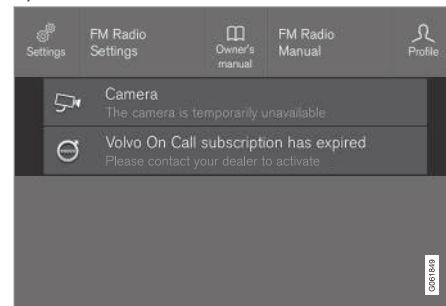 Settings
FM Radio
Settings
Owner's
manual
FM Radio
Manual
Profile
Camera
The camera is temporarily unavailable
Volvo On Call subscription has expired
Please contact your dealer to activate
G061849